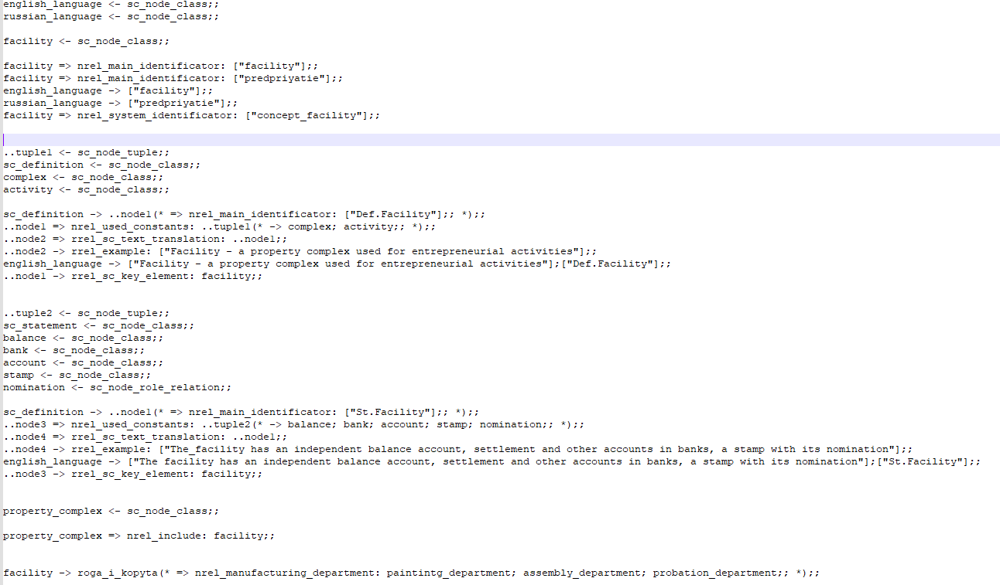 english_language <- sc_node_class;;
russian_language <- sc_node_class;;
facility <- sc_node_class;;
facility => nrel_main_identificator: ["facility"];;
facility => nrel_main_identificator: ["predpriyatie"];;
english_language -> ["facility"];;
russian_language -> ["predpriyatie"];;
facility => nrel_system_identificator: ["concept_facility"];;
..tuple1 <- sc_node_tuple;;
sc_definition <- sc_node_class;;
complex <- sc_node_class;;
activity <- sc_node_class;;
sc_definition -> ..node1(* => nrel_main_identificator: ["Def.Facility"];; *);;
..node1 => nrel_used_constants: ..tuple1(* -> complex; activity;; *);;
..node2 => rrel_sc_text_translation: ..node1;;
..node2 -> rrel_example: ["Facility - a property complex used for entrepreneurial activities"];;
english_language -> ["Facility - a property complex used for entrepreneurial activities"];["Def.Facility"];;
..node1 -> rrel_sc_key_element: facility;;
..tuple2 <- sc_node_tuple;;
sc_statement <- sc_node_class;;
balance <- sc_node_class;;
bank <- sc_node_class;;
account <- sc_node_class;;
stamp <- sc_node_class;;
nomination <- sc_node_role_relation;;
sc_definition -> ..node1(* => nrel_main_identificator: ["St.Facility"];; *);;
..node3 => nrel_used_constants: ..tuple2(* -> balance; bank; account; stamp; nomination;; *);;
..node4 => rrel_sc_text_translation: ..node1;;
..node4 -> rrel_example: ["The facility has an independent balance account, settlement and other accounts in banks, a stamp with its nomination"];;
english_language -> ["The facility has an independent balance account, settlement and other accounts in banks, a stamp with its nomination"];["St.Facility"];;
..node3 -> rrel_sc_key_element: facility;;
property_complex <- sc_node_class;;
property_complex => nrel_include: facility;;
facility -> roga_i_kopyta(* => nrel_manufacturing_department: paintintg_department; assembly_department; probation_department;; *);;